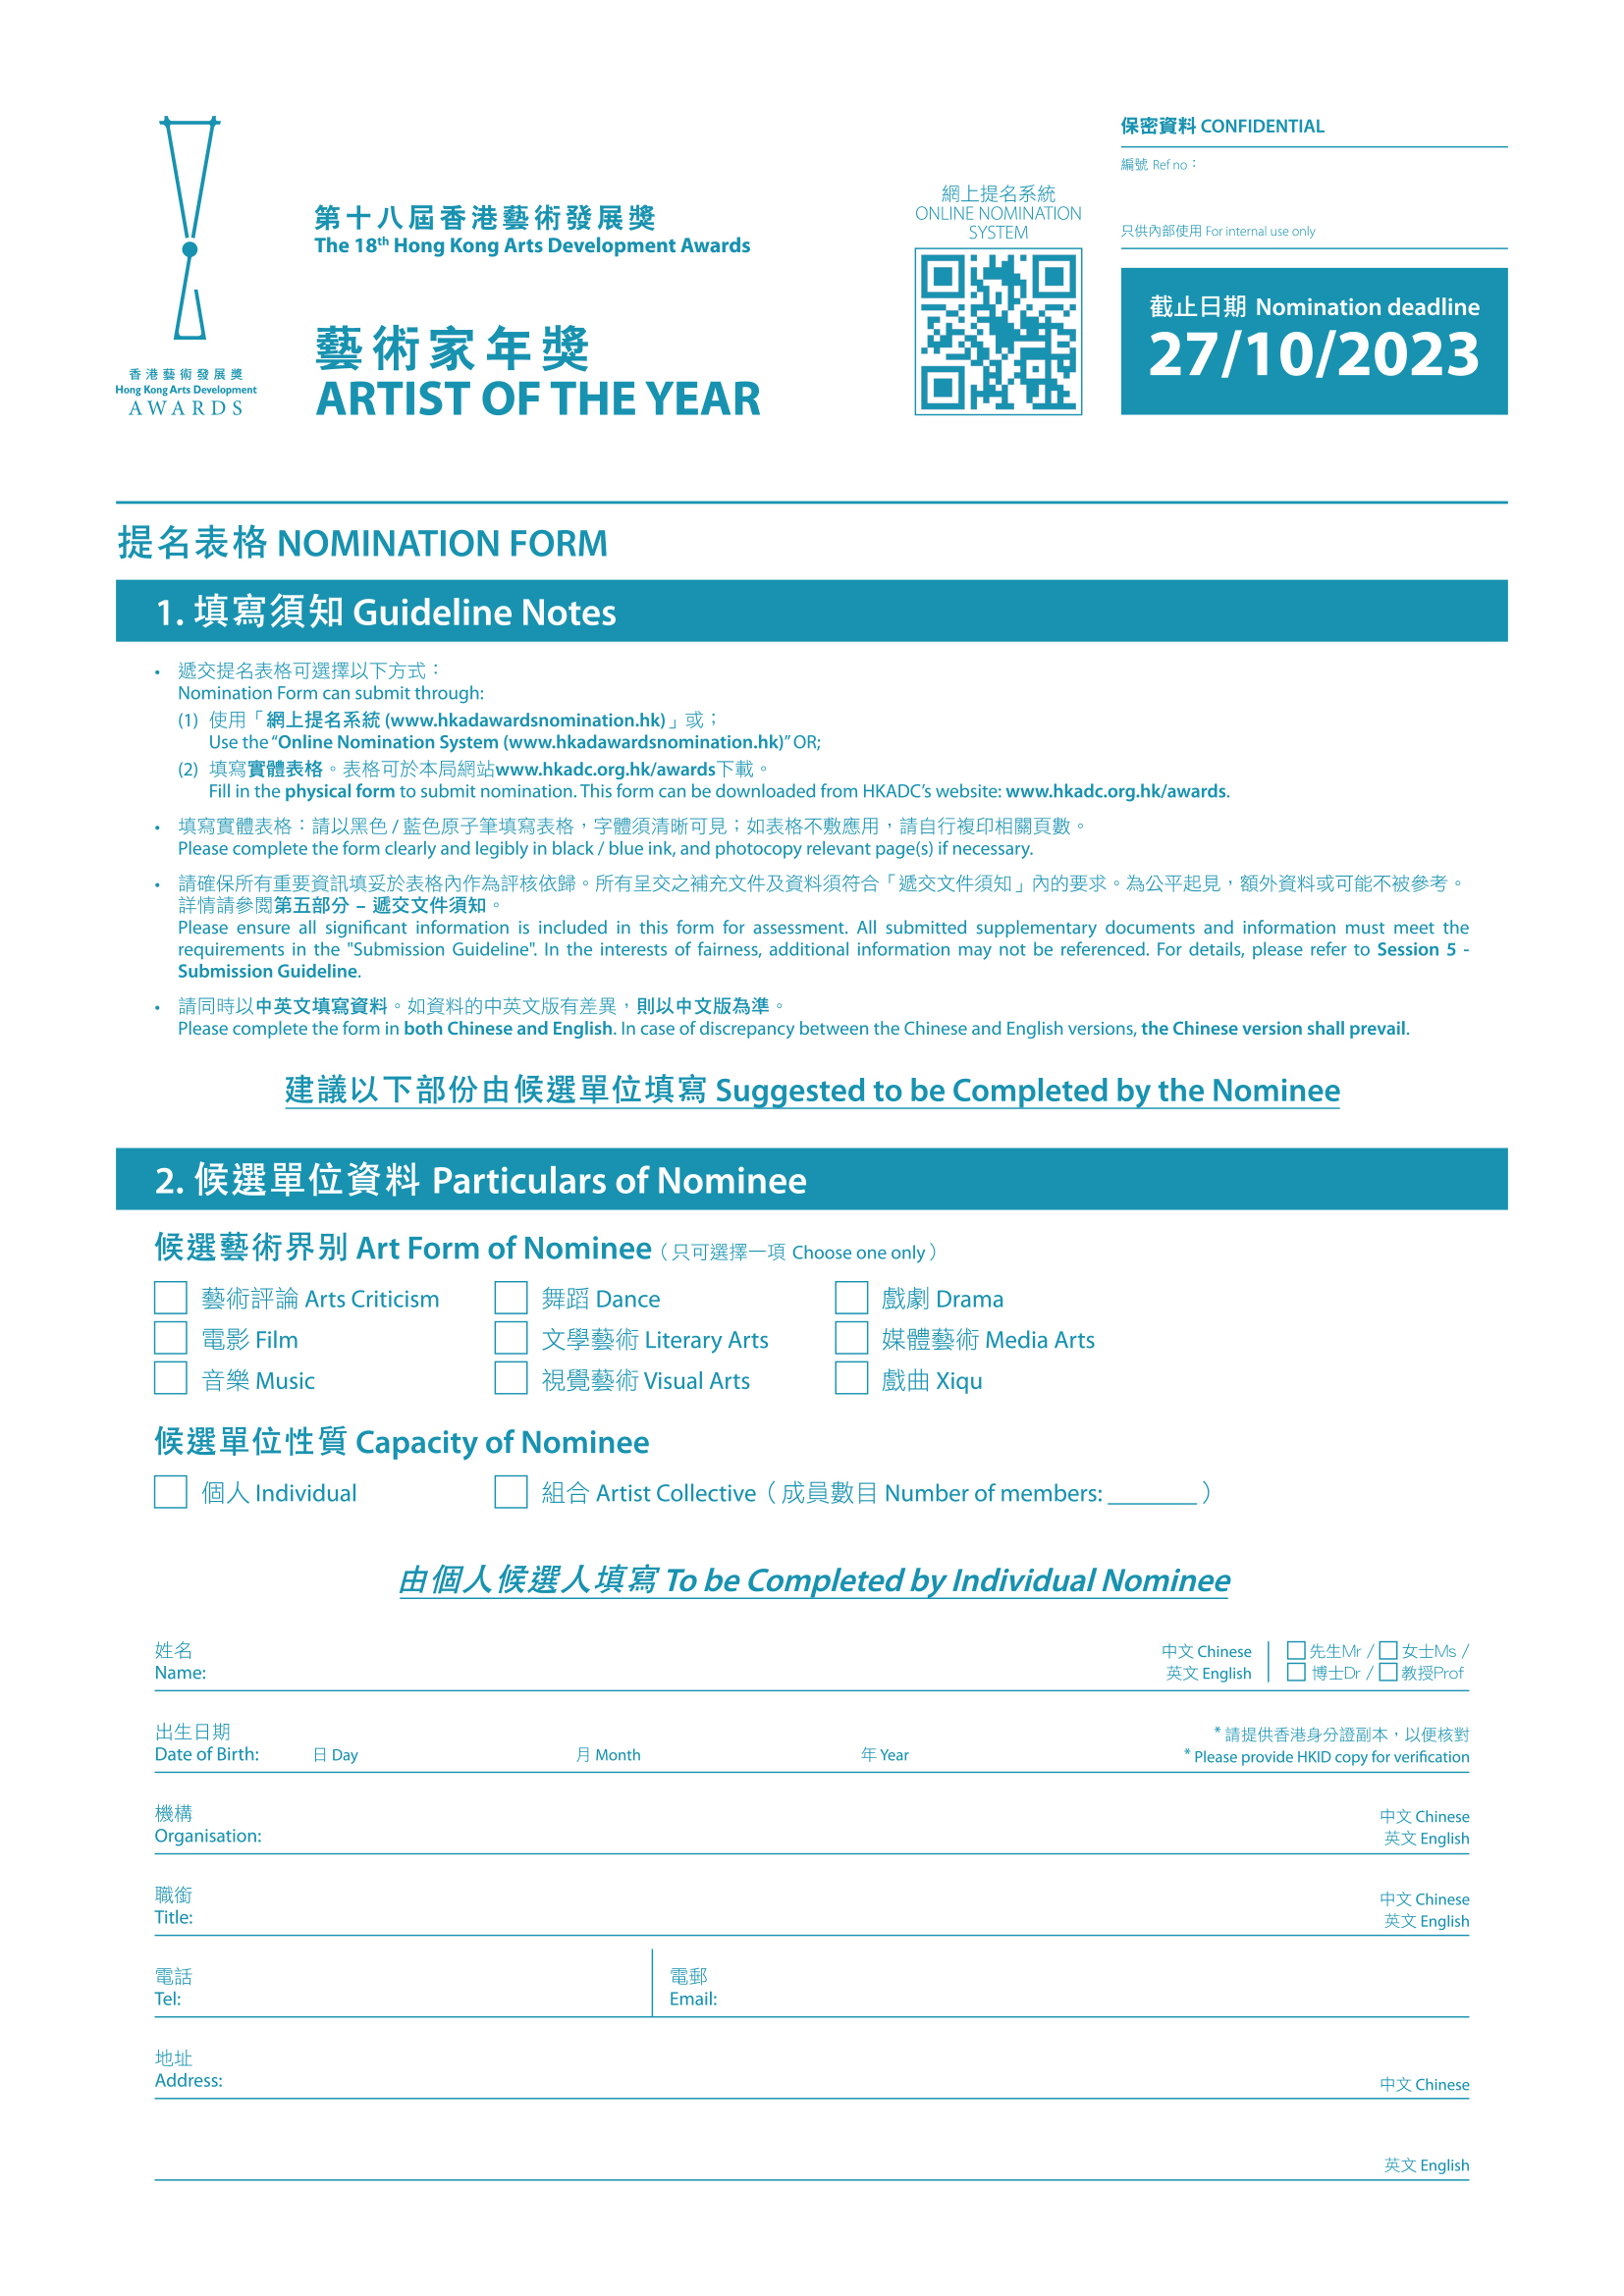 保密資料 CONFIDENTIAL
編號 Ref no：
只供內部使用 For internal use only
網上提名系統
ONLINE NOMINATION
SYSTEM
第十八屆香港藝術發展獎
The 18th Hong Kong Arts Development Awards
藝術家年獎
ARTIST OF THE YEAR
截止日期 Nomination deadline
27/10/2023
香港藝術發展獎
Hong Kong Arts Development
AWARDS
提名表格 NOMINATION FORM
1. 填寫須知 Guideline Notes
• 遞交提名表格可選擇以下方式：
Nomination Form can submit through:
(1) 使用「網上提名系統 (www.hkadawardsnomination.hk)」或；
Use the “Online Nomination System (www.hkadawardsnomination.hk)” OR;
(2) 填寫實體表格。表格可於本局網站www.hkadc.org.hk/awards下載。
Fill in the physical form to submit nomination. This form can be downloaded from HKADC’s website: www.hkadc.org.hk/awards.
• 填寫實體表格：請以黑色 / 藍色原子筆填寫表格，字體須清晰可見；如表格不敷應用，請自行複印相關頁數。
Please complete the form clearly and legibly in black / blue ink, and photocopy relevant page(s) if necessary.
• 請確保所有重要資訊填妥於表格內作為評核依歸。所有呈交之補充文件及資料須符合「遞交文件須知」內的要求。為公平起見，額外資料或可能不被參考。
詳情請參閱第五部分 – 遞交文件須知。
Please ensure all significant information is included in this form for assessment. All submitted supplementary documents and information must meet the
requirements in the "Submission Guideline". In the interests of fairness, additional information may not be referenced. For details, please refer to Session 5 -
Submission Guideline.
• 請同時以中英文填寫資料。如資料的中英文版有差異，則以中文版為準。
Please complete the form in both Chinese and English. In case of discrepancy between the Chinese and English versions, the Chinese version shall prevail.
建議以下部份由候選單位填寫 Suggested to be Completed by the Nominee
2. 候選單位資料 Particulars of Nominee
候選藝術界別 Art Form of Nominee（只可選擇一項 Choose one only）
藝術評論 Arts Criticism 舞蹈 Dance 戲劇 Drama
電影 Film 文學藝術 Literary Arts 媒體藝術 Media Arts
音樂 Music 視覺藝術 Visual Arts 戲曲 Xiqu
候選單位性質 Capacity of Nominee
個人 Individual 組合 Artist Collective（成員數目 Number of members: _______）
由個人候選人填寫 To be Completed by Individual Nominee
姓名 中文 Chinese 先生Mr / 女士Ms /
Name: 英文 English 博士Dr / 教授Prof
出生日期 * 請提供香港身分證副本，以便核對
Date of Birth: 日 Day 月 Month 年 Year * Please provide HKID copy for verification
機構 中文 Chinese
Organisation: 英文 English
職銜 中文 Chinese
Title: 英文 English
電話 電郵
Tel: Email:
地址
Address: 中文 Chinese
英文 English